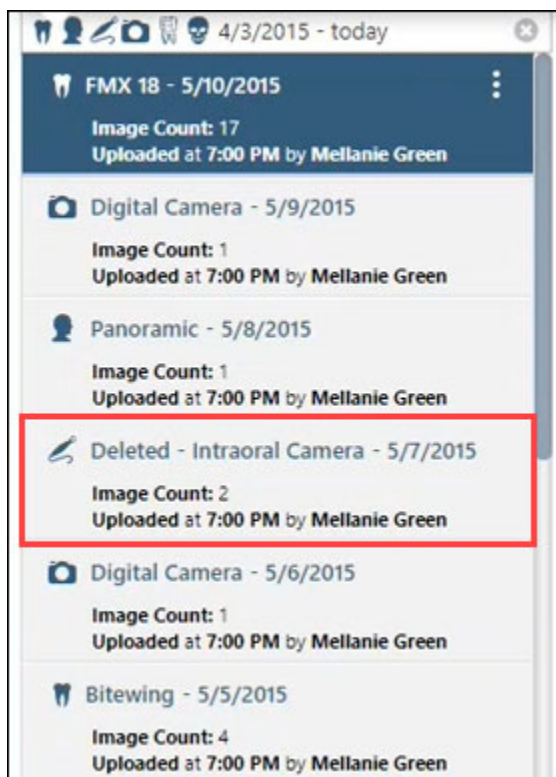 4/3/2015 - today
FMX 18 - 5/10/2015
Image Count: 17
Uploaded at 7:00 PM by Mellanie Green
Digital Camera - 5/9/2015
Image Count: 1
Uploaded at 7:00 PM by Mellanie Green
Panoramic - 5/8/2015
Image Count: 1
Uploaded at 7:00 PM by Mellanie Green
Deleted - Intraoral Camera - 5/7/2015
Image Count: 2
Uploaded at 7:00 PM by Mellanie Green
Digital Camera - 5/6/2015
Image Count: 1
Uploaded at 7:00 PM by Mellanie Green
Bitewing - 5/5/2015
Image Count: 4
Uploaded at 7:00 PM by Mellanie Green